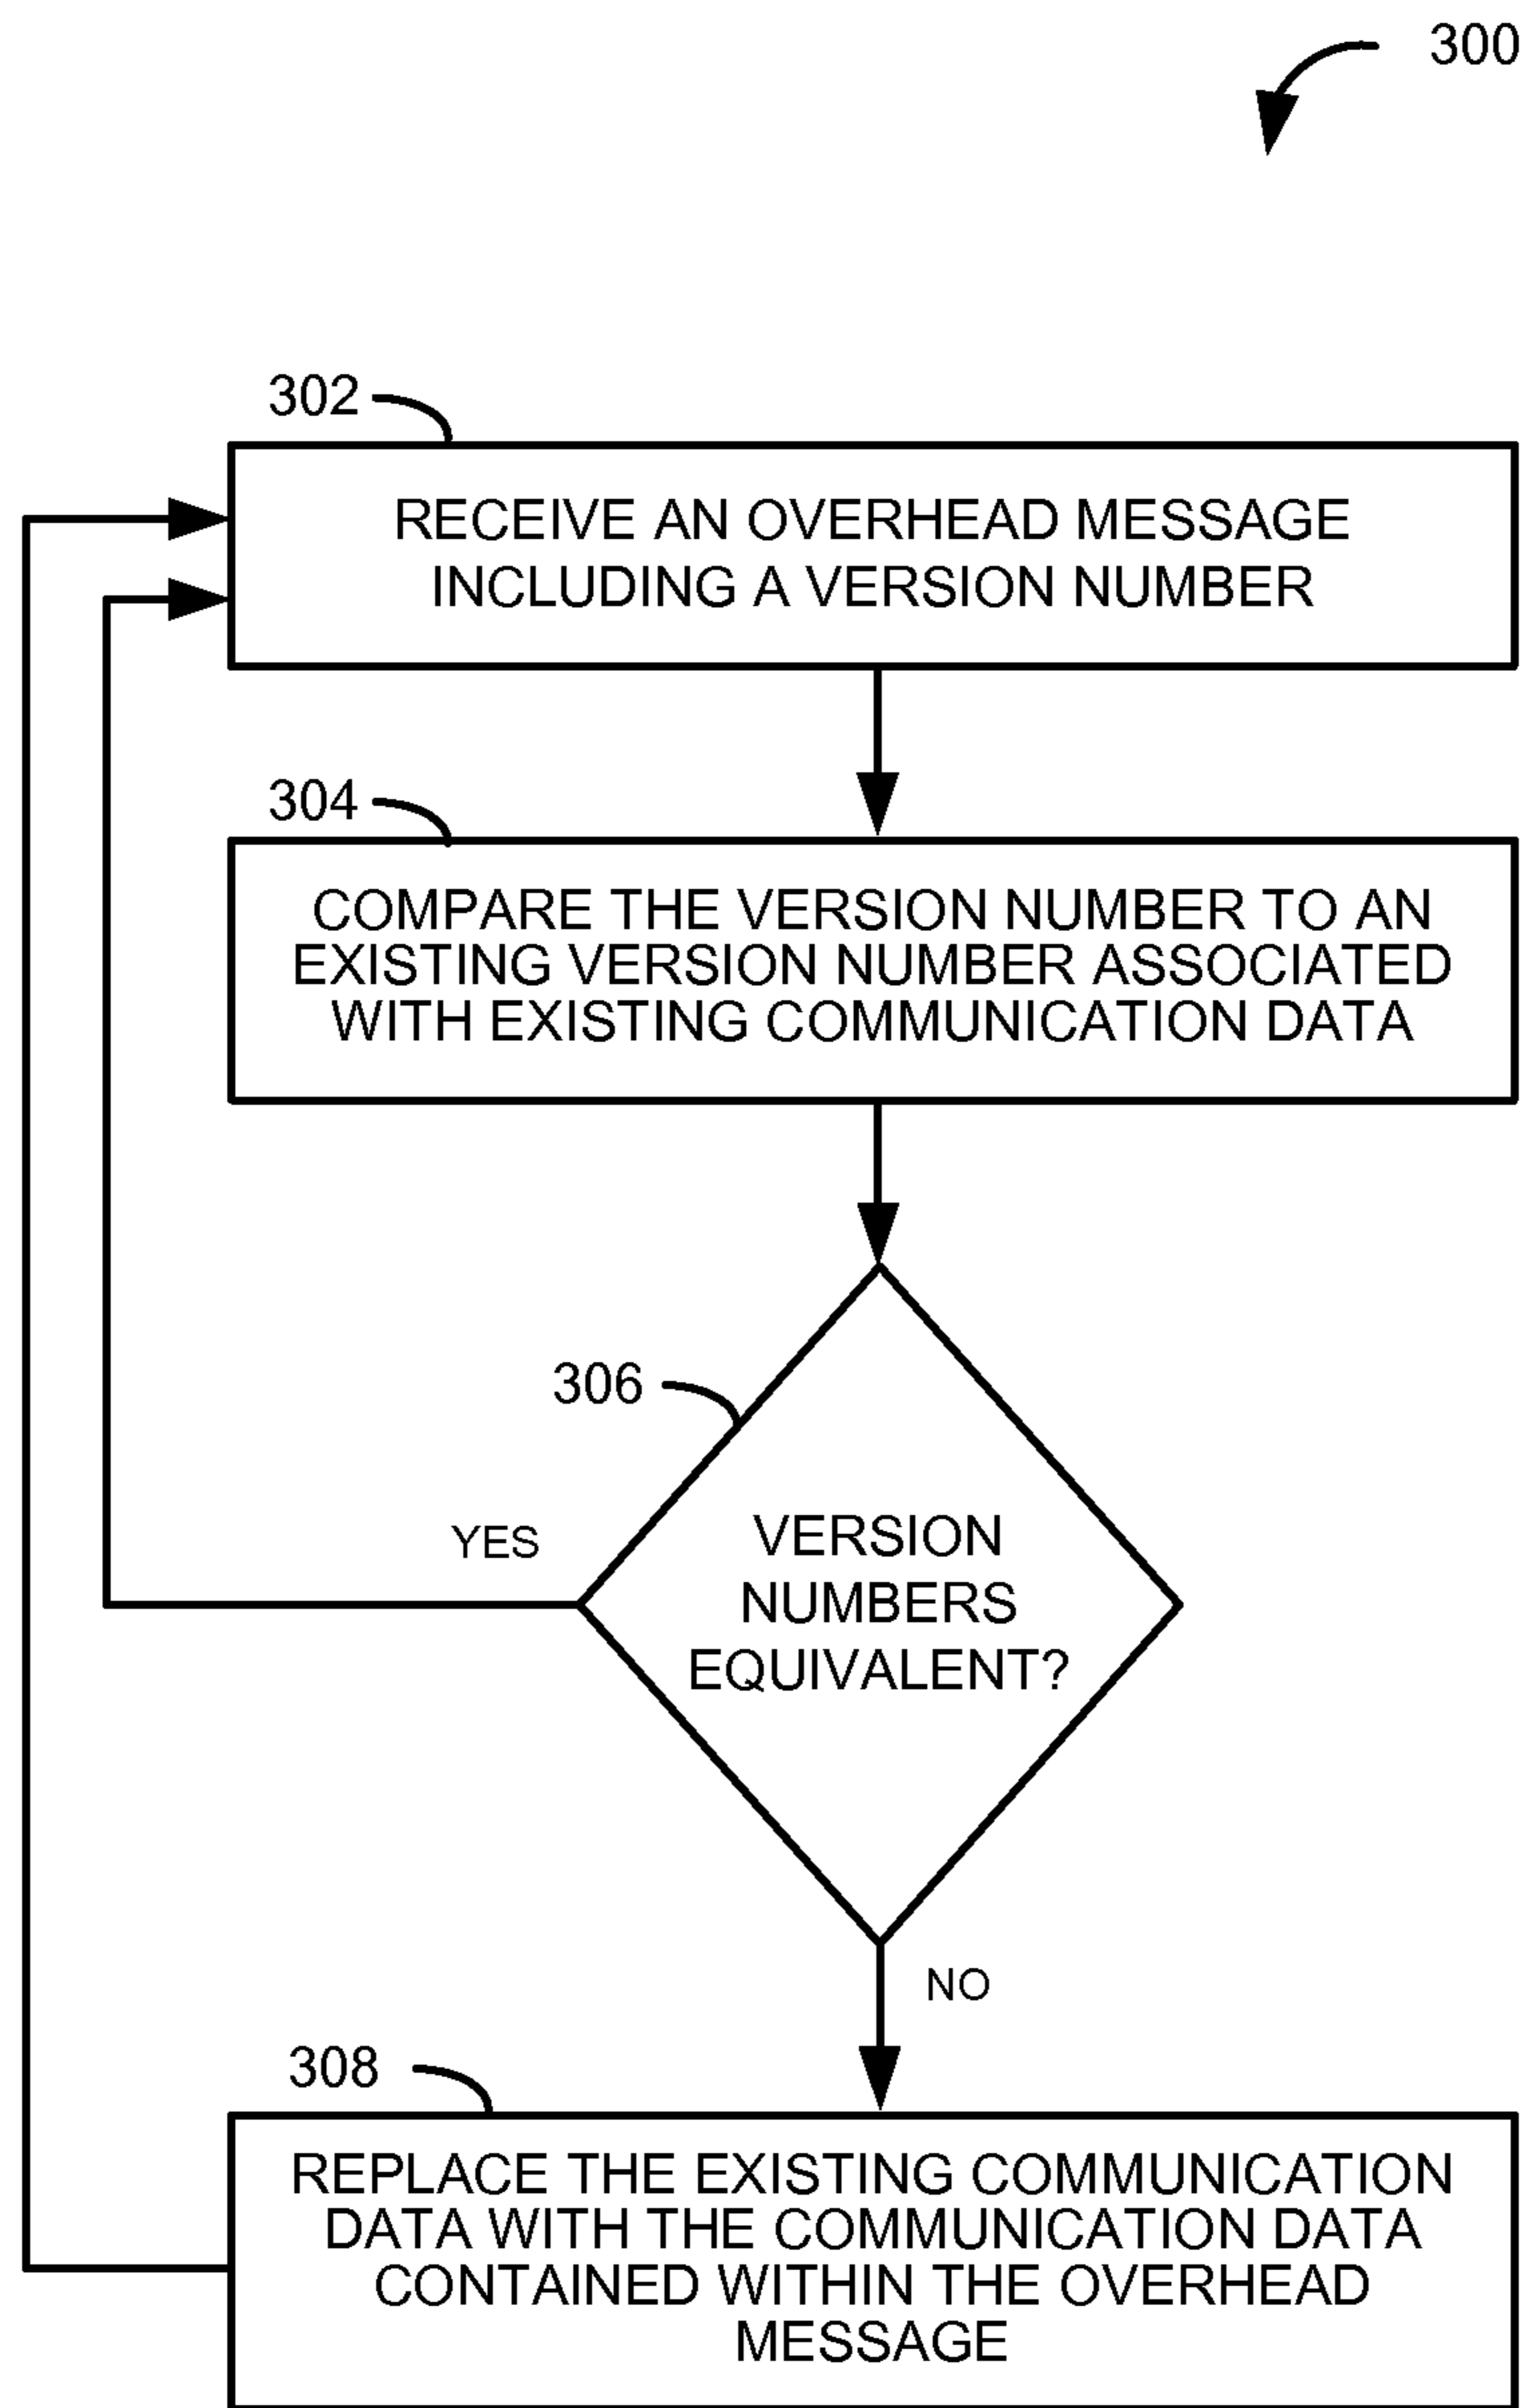 300
302
RECEIVE AN OVERHEAD MESSAGE
INCLUDING A VERSION NUMBER
304
COMPARE THE VERSION NUMBER TO AN
EXISTING VERSION NUMBER ASSOCIATED
WITH EXISTING COMMUNICATION DATA
306
YES
VERSION
NUMBERS
EQUIVALENT?
NO
308
REPLACE THE EXISTING COMMUNICATION
DATA WITH THE COMMUNICATION DATA
CONTAINED WITHIN THE OVERHEAD
MESSAGE